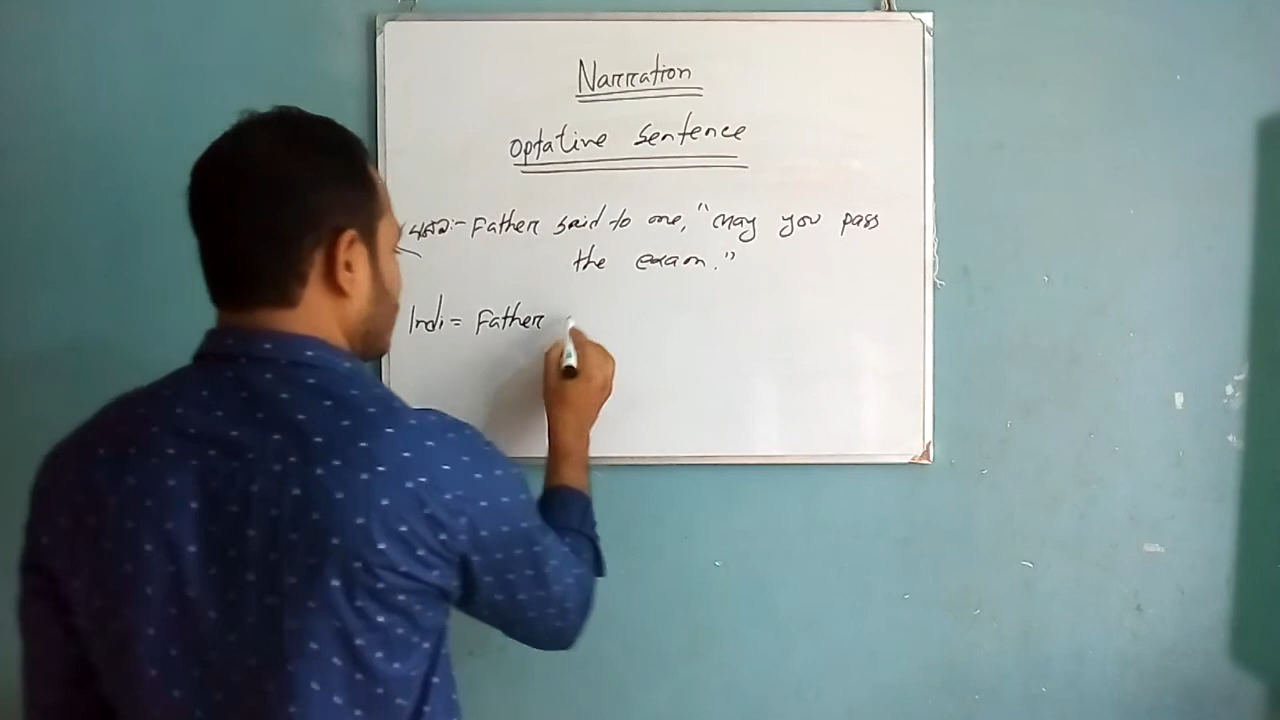 Narration
Optative Sentence
Father said to me, "May you pass
the exam."
Indi = Father